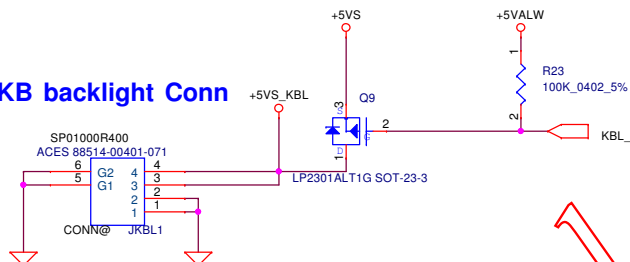 +5VS
+5VALW
1
R23
100K_0402_5%
2
KBL_
KB backlight Conn
+5VS_KBL
3
S
Q9
2
G
D
1
LP2301ALT1G SOT-23-3
SP01000R400
ACES 88514-00401-071
6 G2 4 4
5 G1 3 3
2 2
1 1
CONN@ JKBL1